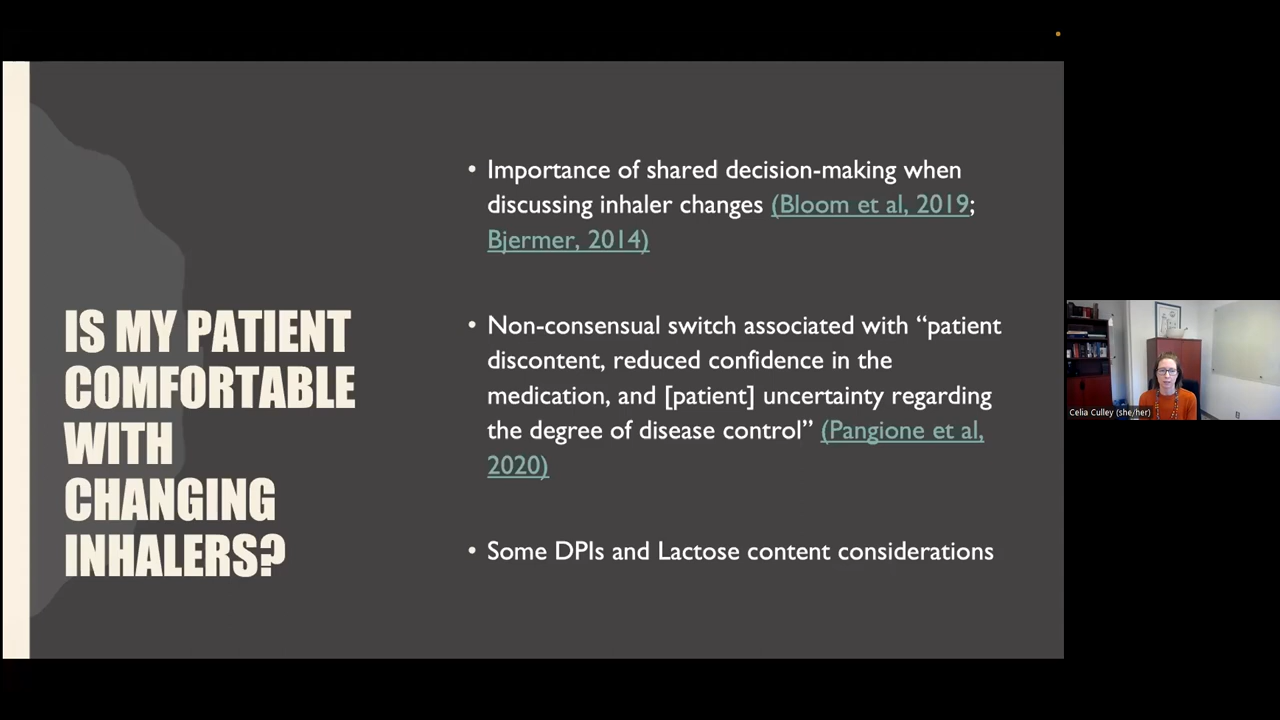 IS MY PATIENT
COMFORTABLE
WITH
CHANGING
INHALERS?
• Importance of shared decision-making when
discussing inhaler changes (Bloom et al, 2019;
Bjermer, 2014)
• Non-consensual switch associated with “patient
discontent, reduced confidence in the
medication, and [patient] uncertainty regarding
the degree of disease control” (Pangione et al,
2020)
• Some DPIs and Lactose content considerations
Celia Culley (she/her)